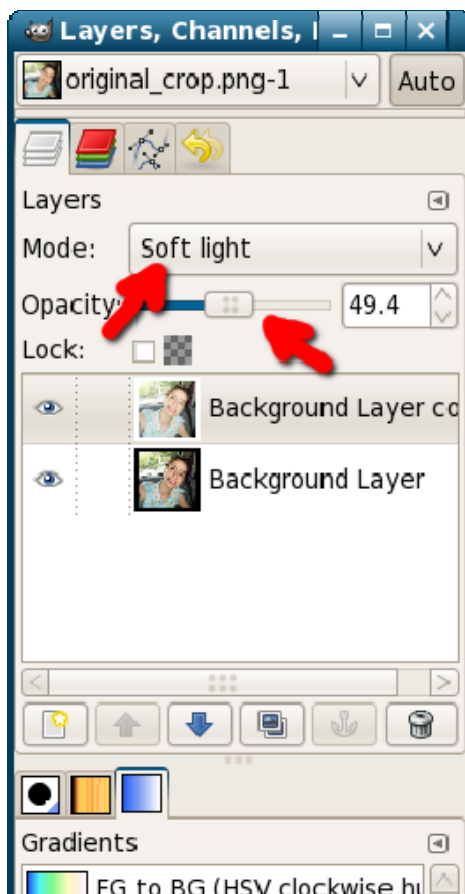 Layers, Channels,
original_crop.png-1
Auto
Layers
Mode:
Soft light
Opacity:
49.4
Lock:
Background Layer co
Background Layer
Gradients
FG to BG (HSV clockwise hu